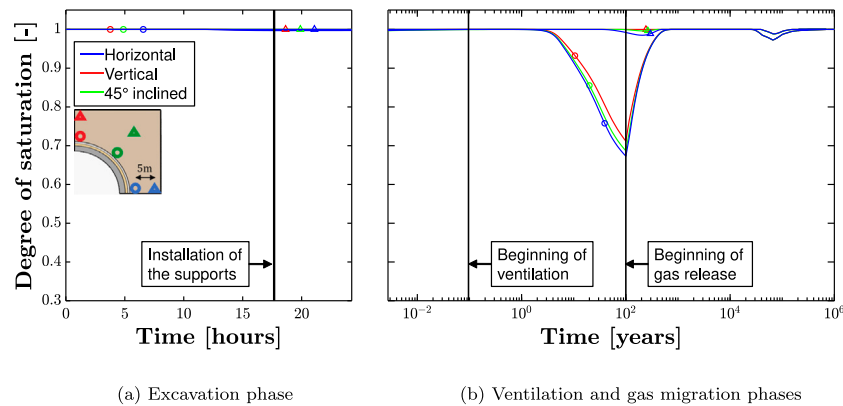 Degree of saturation [-]
1
0.9
0.8
0.7
0.6
0.5
0.4
0.3
Horizontal
Vertical
45° inclined
5m
Installation of
the supports
0
5
10
15
20
Time [hours]
(a) Excavation phase
Beginning of
ventilation
Beginning of
gas release
10⁻²
10⁰
10²
10⁴
10⁶
Time [years]
(b) Ventilation and gas migration phases